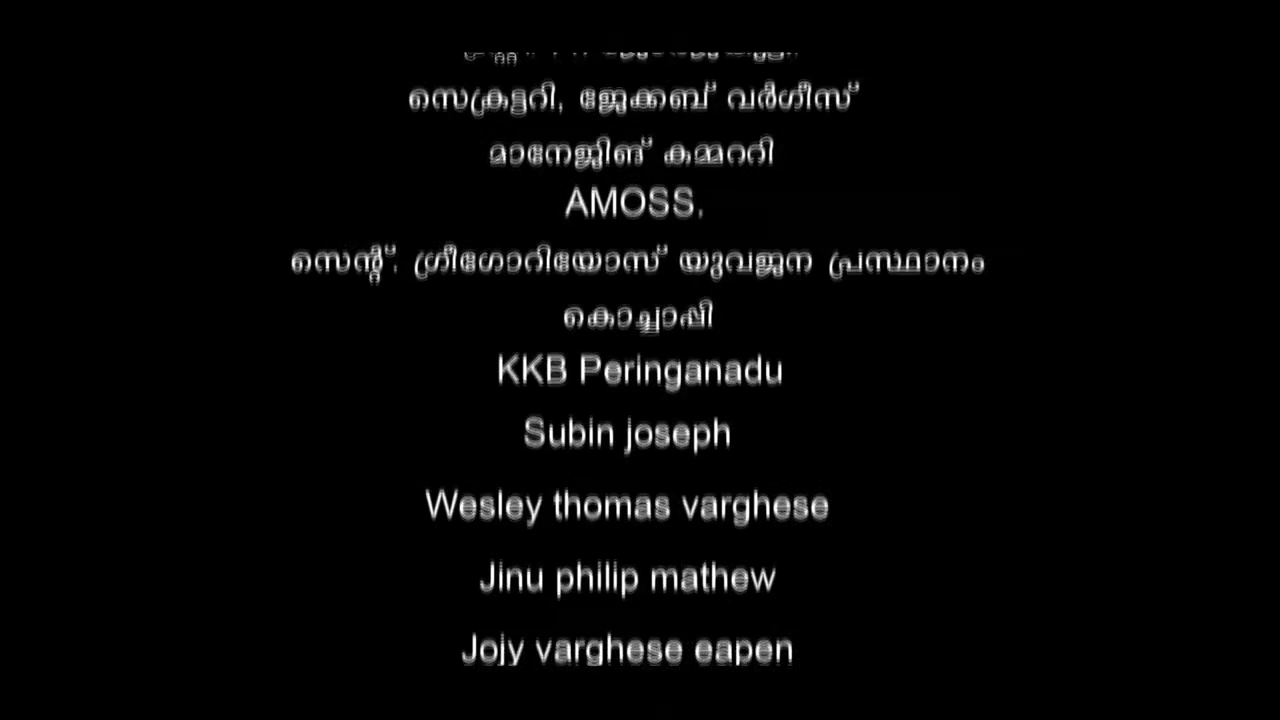 സെക്രട്ടറി, ജേക്കബ് വർഗീസ്
മാനേജിങ് കമ്മററി
AMOSS,
സെന്റ്. ഗ്രീഗോറിയോസ് യുവജന പ്രസ്ഥാനം
കൊച്ചാപ്പി
KKB Peringanadu
Subin joseph
Wesley thomas varghese
Jinu philip mathew
Jojy varghese eapen